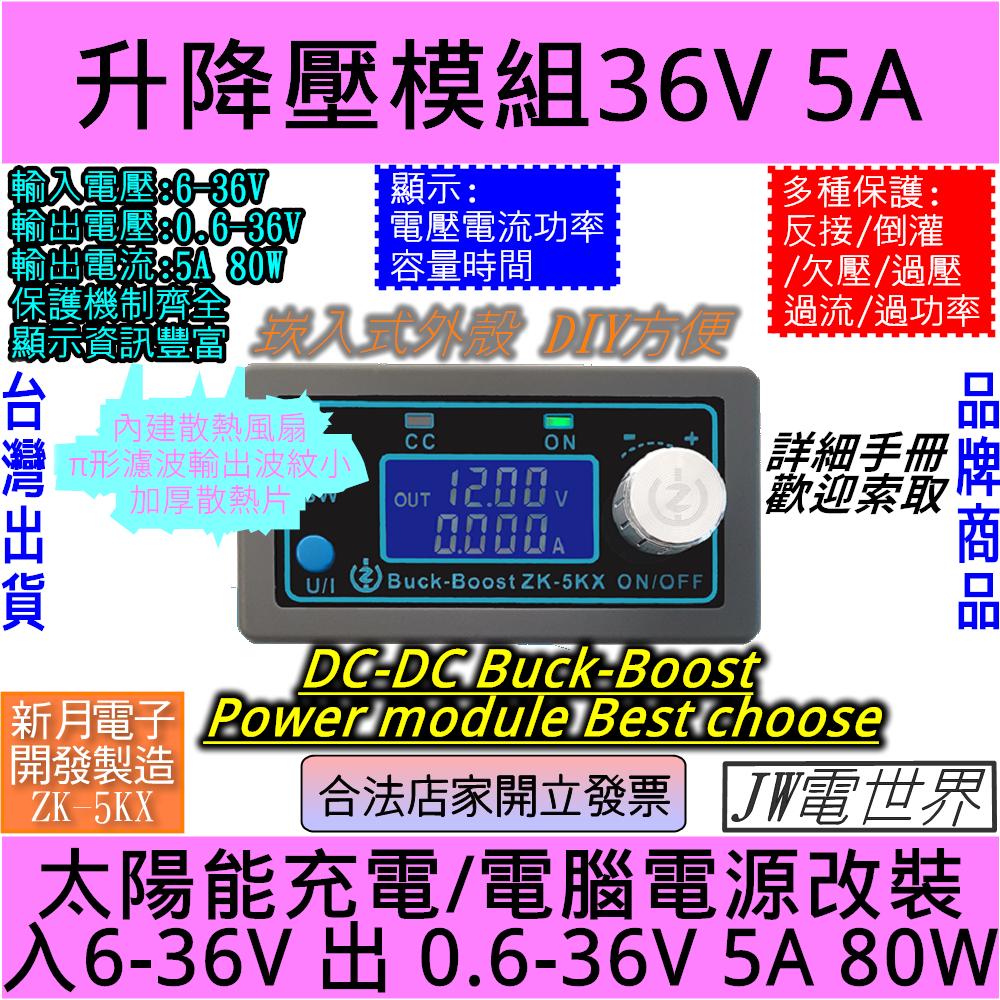 升降壓模組36V 5A
輸入電壓:6-36V
輸出電壓:0.6-36V
輸出電流:5A 80W
保護機制齊全
顯示資訊豐富
顯示:
電壓電流功率
容量時間
多種保護:
反接/倒灌
/欠壓/過壓
過流/過功率
崁入式外殼 DIY方便
台灣出貨
內建散熱風扇
π形濾波輸出波紋小
加厚散熱片
CC
ON
- +
OUT 12.00 V
0.000 A
U/I
Buck-Boost ZK-5KX ON/OFF
詳細手冊
歡迎索取
品牌商品
DC-DC Buck-Boost
Power module Best choose
新月電子
開發製造
ZK-5KX
合法店家開立發票
JW電世界
太陽能充電/電腦電源改裝
入6-36V 出 0.6-36V 5A 80W